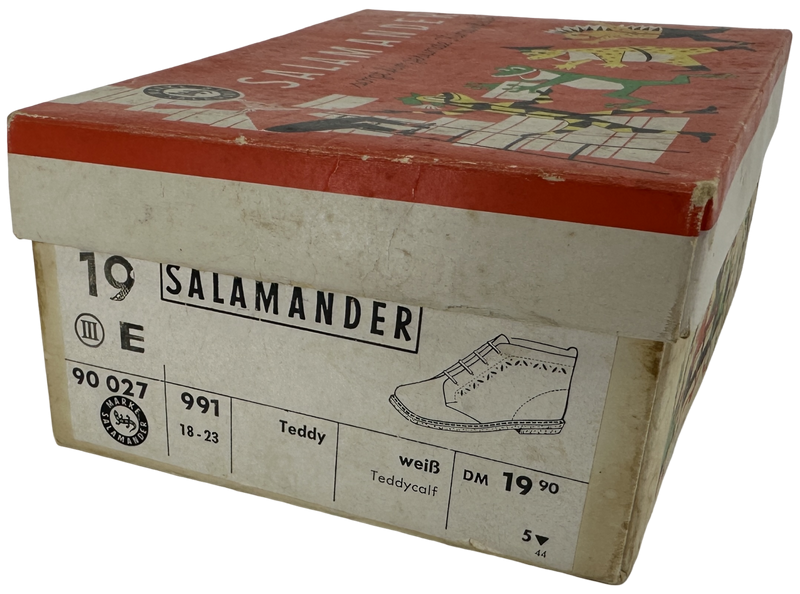 SALAMANDER
19
SALAMANDER
III E
90 027
MARKE SALAMANDER
991
18-23
Teddy
weiß
Teddycalf
DM 19 90
5▼
44